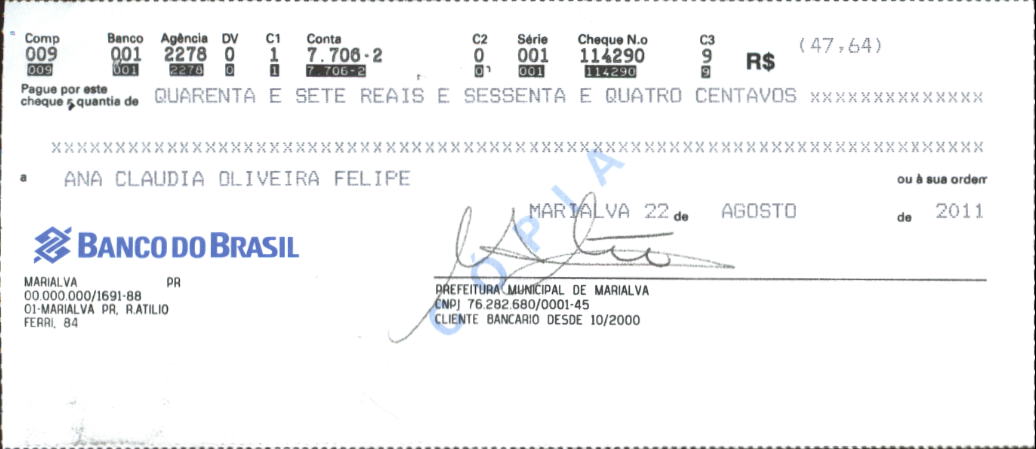 Comp Banco Agência DV C1 Conta C2 Série Cheque N.o C3
009 001 2278 0 1 7.706-2 0 001 114290 9 R$ (47,64)
009 001 2278 0 1 7.706-2 0 001 114290 9
Pague por este
cheque a quantia de QUARENTA E SETE REAIS E SESSENTA E QUATRO CENTAVOS xxxxxxxxxxxxxx
xxxxxxxxxxxxxxxxxxxxxxxxxxxxxxxxxxxxxxxxxxxxxxxxxxxxxxxxxxxxxxxxxxxxxxxxxxxxx
a ANA CLAUDIA OLIVEIRA FELIPE ou à sua ordem
MARIALVA 22 de AGOSTO de 2011
BANCO DO BRASIL
MARIALVA PR
00.000.000/1691-88
01-MARIALVA PR, R.ATILIO
FERRI, 84
PREFEITURA MUNICIPAL DE MARIALVA
CNPJ 76.282.680/0001-45
CLIENTE BANCARIO DESDE 10/2000
CÓPIA